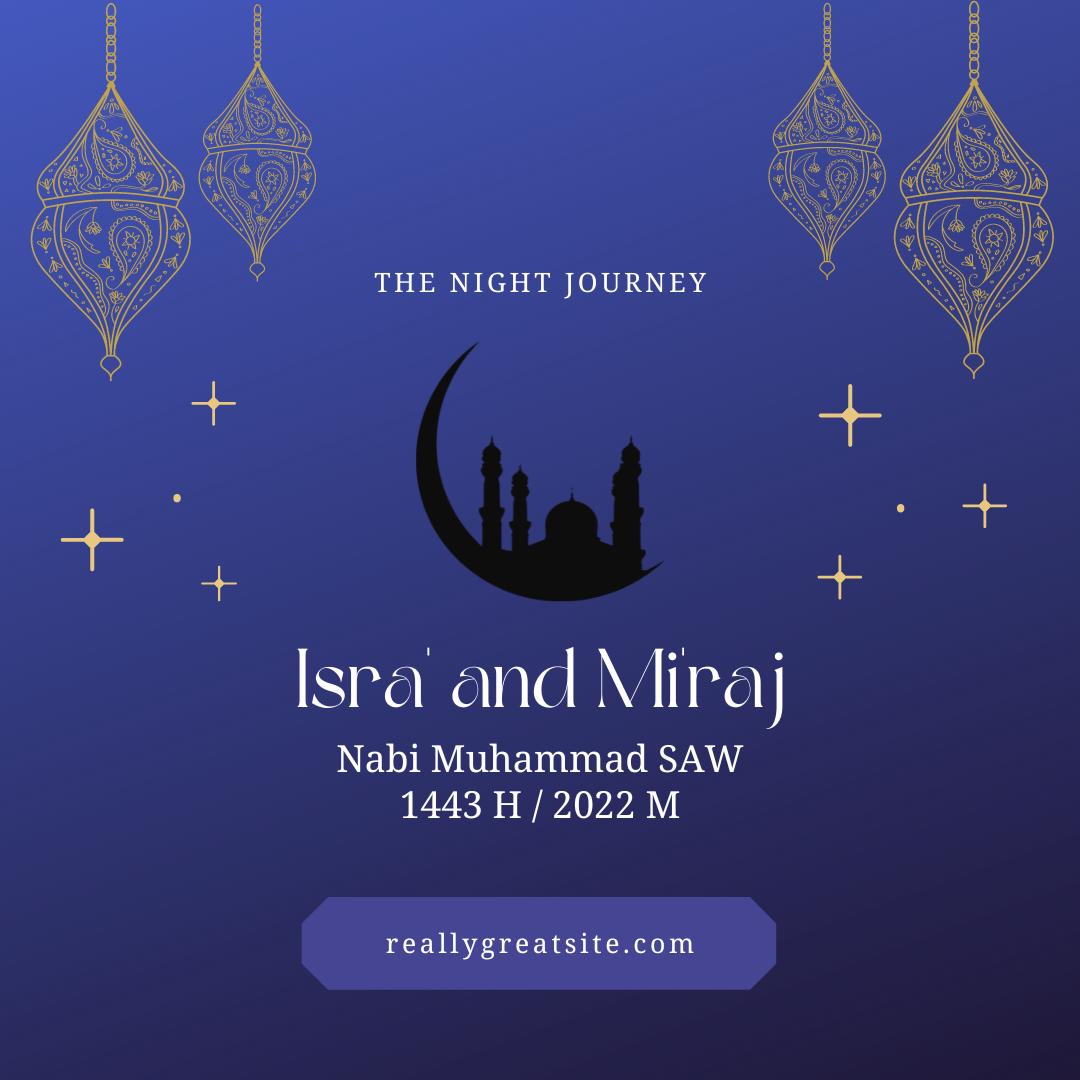 THE NIGHT JOURNEY
Isra' and Mi'raj
Nabi Muhammad SAW
1443 H / 2022 M
reallygreatsite.com